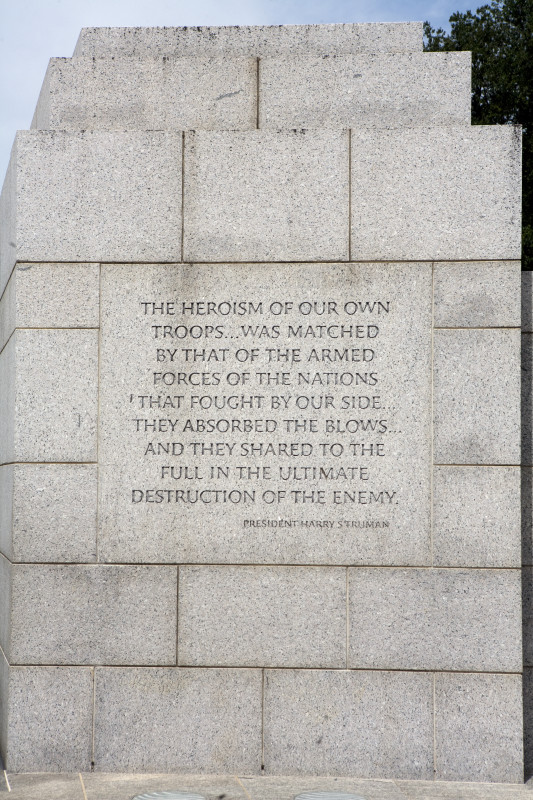 THE HEROISM OF OUR OWN
TROOPS...WAS MATCHED
BY THAT OF THE ARMED
FORCES OF THE NATIONS
THAT FOUGHT BY OUR SIDE...
THEY ABSORBED THE BLOWS...
AND THEY SHARED TO THE
FULL IN THE ULTIMATE
DESTRUCTION OF THE ENEMY.
PRESIDENT HARRY S TRUMAN